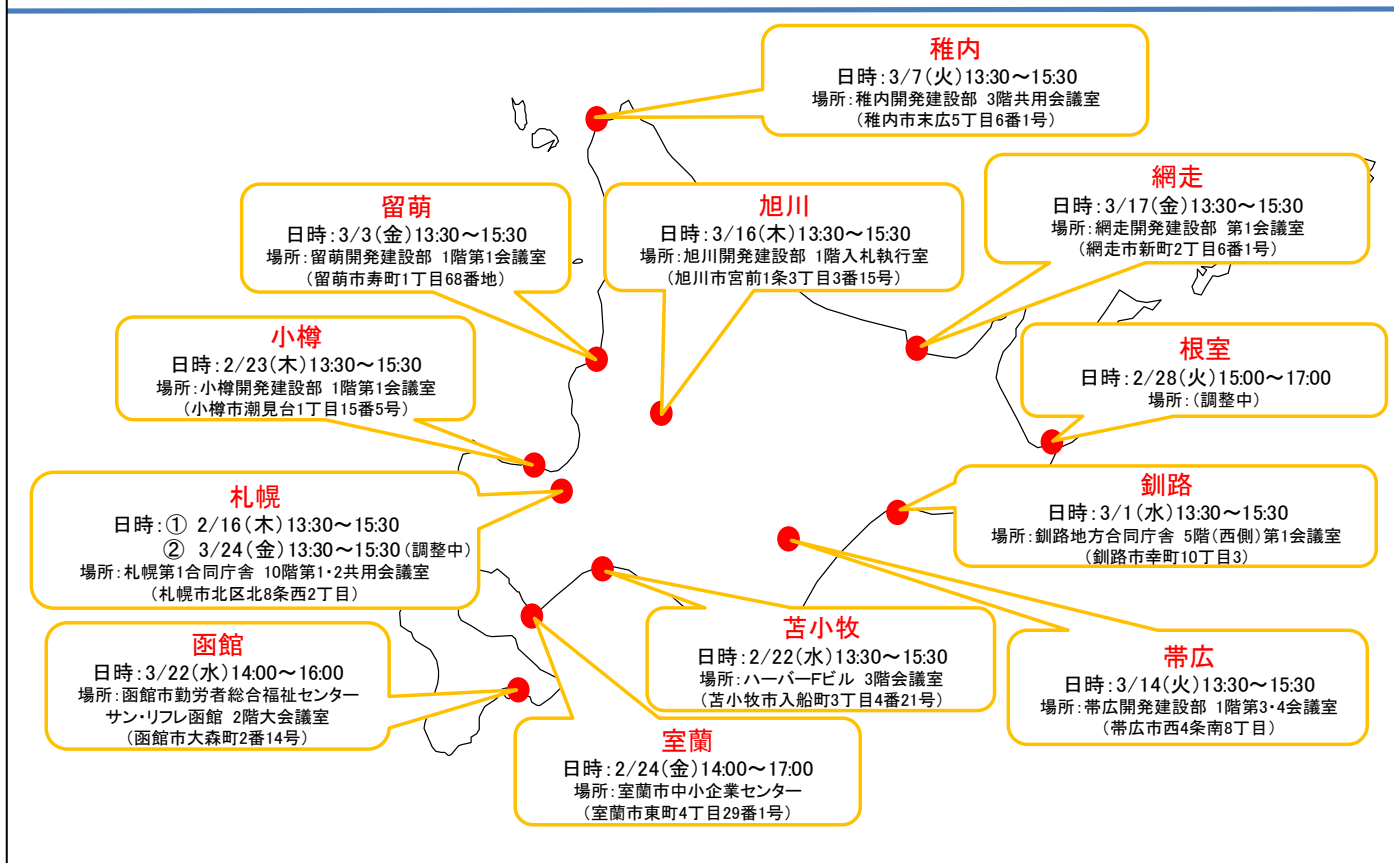 稚内
日時:3/7(火)13:30～15:30
場所:稚内開発建設部 3階共用会議室
(稚内市末広5丁目6番1号)
網走
日時:3/17(金)13:30～15:30
場所:網走開発建設部 第1会議室
(網走市新町2丁目6番1号)
留萌
日時:3/3(金)13:30～15:30
場所:留萌開発建設部 1階第1会議室
(留萌市寿町1丁目68番地)
旭川
日時:3/16(木)13:30～15:30
場所:旭川開発建設部 1階入札執行室
(旭川市宮前1条3丁目3番15号)
小樽
日時:2/23(木)13:30～15:30
場所:小樽開発建設部 1階第1会議室
(小樽市潮見台1丁目15番5号)
根室
日時:2/28(火)15:00～17:00
場所:(調整中)
札幌
日時:① 2/16(木)13:30～15:30
② 3/24(金)13:30～15:30(調整中)
場所:札幌第1合同庁舎 10階第1・2共用会議室
(札幌市北区北8条西2丁目)
釧路
日時:3/1(水)13:30～15:30
場所:釧路地方合同庁舎 5階(西側)第1会議室
(釧路市幸町10丁目3)
函館
日時:3/22(水)14:00～16:00
場所:函館市勤労者総合福祉センター
サン・リフレ函館 2階大会議室
(函館市大森町2番14号)
苫小牧
日時:2/22(水)13:30～15:30
場所:ハーバーFビル 3階会議室
(苫小牧市入船町3丁目4番21号)
帯広
日時:3/14(火)13:30～15:30
場所:帯広開発建設部 1階第3・4会議室
(帯広市西4条南8丁目)
室蘭
日時:2/24(金)14:00～17:00
場所:室蘭市中小企業センター
(室蘭市東町4丁目29番1号)